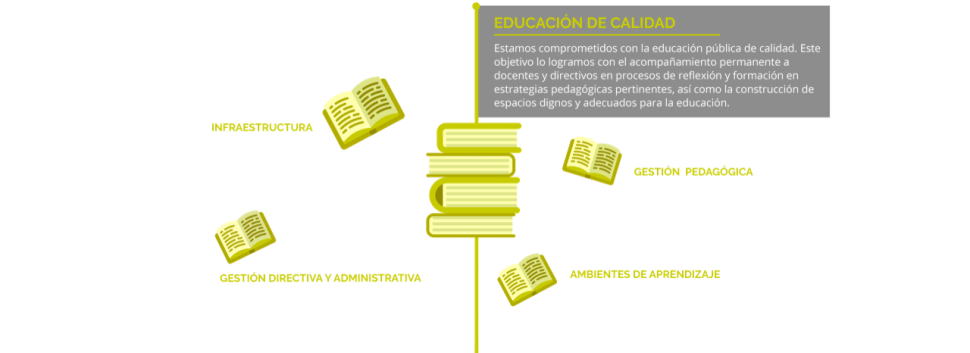 EDUCACIÓN DE CALIDAD
Estamos comprometidos con la educación pública de calidad. Este
objetivo lo logramos con el acompañamiento permanente a
docentes y directivos en procesos de reflexión y formación en
estrategias pedagógicas pertinentes, así como la construcción de
espacios dignos y adecuados para la educación.
INFRAESTRUCTURA
GESTIÓN PEDAGÓGICA
GESTIÓN DIRECTIVA Y ADMINISTRATIVA
AMBIENTES DE APRENDIZAJE